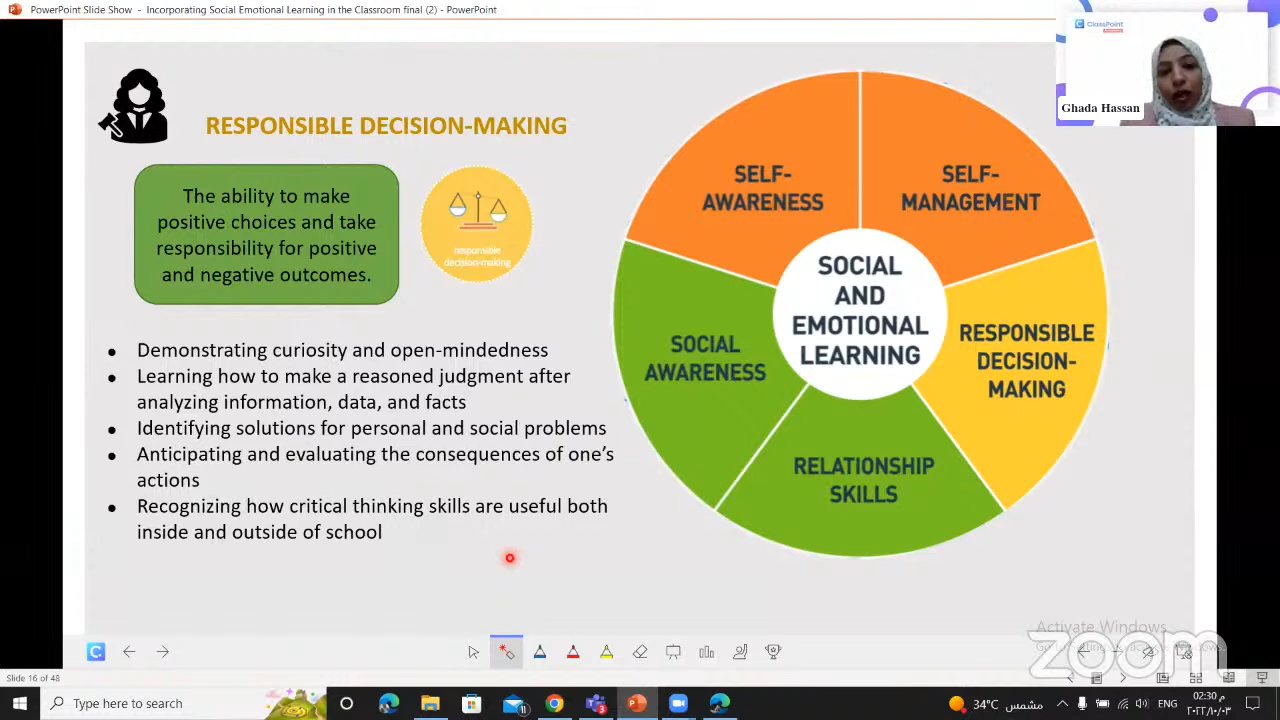 PowerPoint Slide Show - Incorporating Social Emotional Learning in the Classroom final (2) - PowerPoint
ClassPoint
Ghada Hassan
RESPONSIBLE DECISION-MAKING
The ability to make
positive choices and take
responsibility for positive
and negative outcomes.
responsible
decision-making
● Demonstrating curiosity and open-mindedness
● Learning how to make a reasoned judgment after
analyzing information, data, and facts
● Identifying solutions for personal and social problems
● Anticipating and evaluating the consequences of one’s
actions
● Recognizing how critical thinking skills are useful both
inside and outside of school
SELF-
AWARENESS
SELF-
MANAGEMENT
SOCIAL
AND
EMOTIONAL
LEARNING
SOCIAL
AWARENESS
RESPONSIBLE
DECISION-
MAKING
RELATIONSHIP
SKILLS
Activate Windows
zoom
Slide 16 of 48
Type here to search
34°C مشمس
ENG
02:30 م